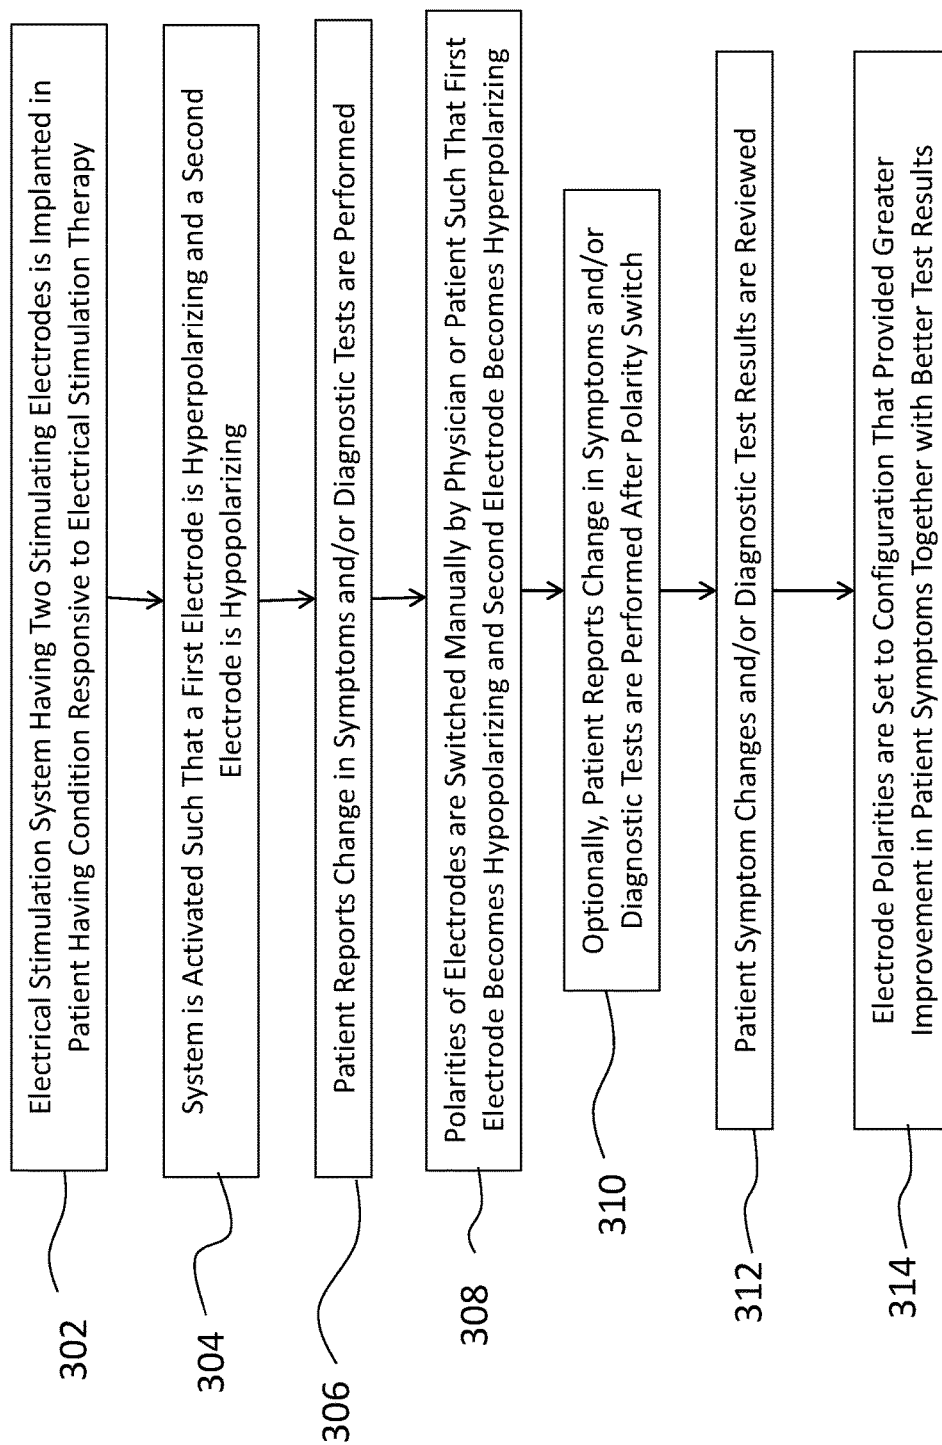 302
Electrical Stimulation System Having Two Stimulating Electrodes is Implanted in
Patient Having Condition Responsive to Electrical Stimulation Therapy
304
System is Activated Such That a First Electrode is Hyperpolarizing and a Second
Electrode is Hypopolarizing
306
Patient Reports Change in Symptoms and/or Diagnostic Tests are Performed
308
Polarities of Electrodes are Switched Manually by Physician or Patient Such That First
Electrode Becomes Hypopolarizing and Second Electrode Becomes Hyperpolarizing
310
Optionally, Patient Reports Change in Symptoms and/or
Diagnostic Tests are Performed After Polarity Switch
312
Patient Symptom Changes and/or Diagnostic Test Results are Reviewed
314
Electrode Polarities are Set to Configuration That Provided Greater
Improvement in Patient Symptoms Together with Better Test Results